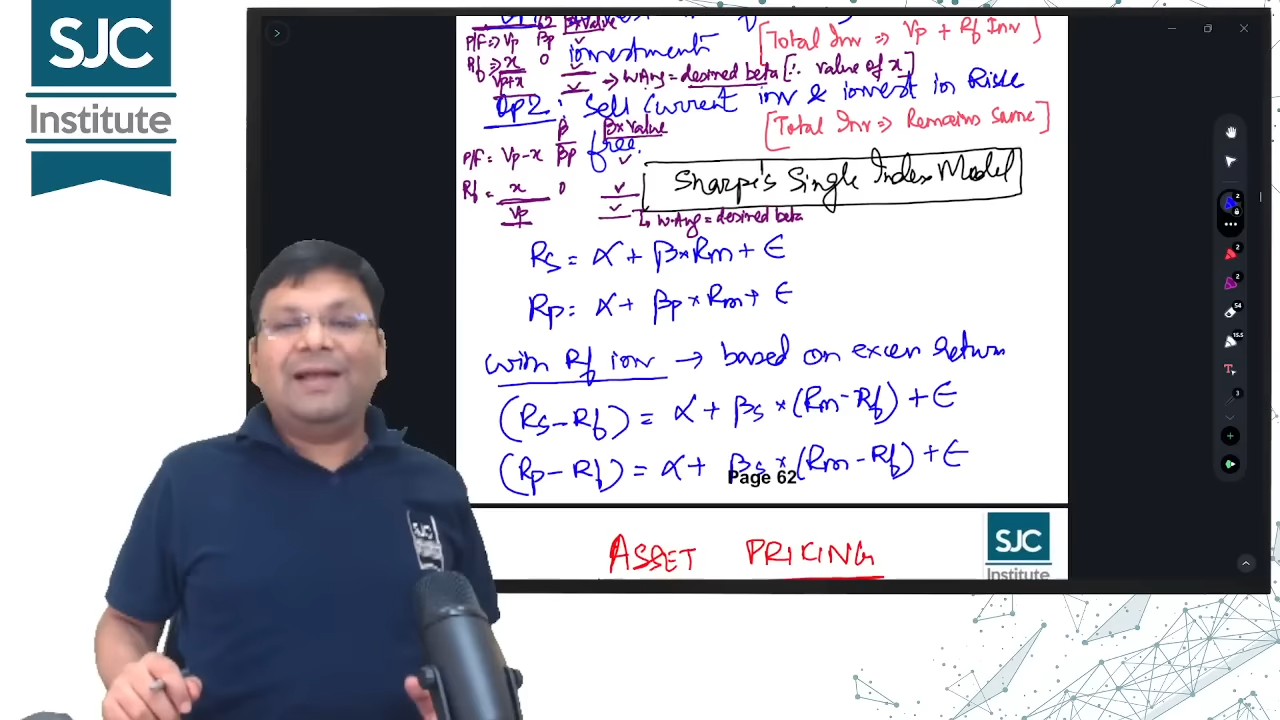 SJC
Institute
β×Value
P/F ⇒ Vp βp ✓ investment [Total Inv ⇒ Vp + Rf Inv]
Rf ⇒ x 0 ✓
Vp+x ✓ → W.Avg = desired beta [∴ value of x]
Op2: Sell Current inv & invest in Risk free. [Total Inv ⇒ Remains Same]
β β×Value
P/F = Vp-x βp ✓
Rf = x 0 ✓
Vp ✓
↳ W.Avg = desired beta
Sharpe's Single Index Model
Rs = α + β×Rm + ∈
Rp = α + βp × Rm + ∈
with Rf inv → based on excess return
(Rs-Rf) = α + βs × (Rm-Rf) + ∈
(Rp-Rf) = α + βs × (Rm-Rf) + ∈
Page 62
ASSET PRICING
SJC
Institute
SJC